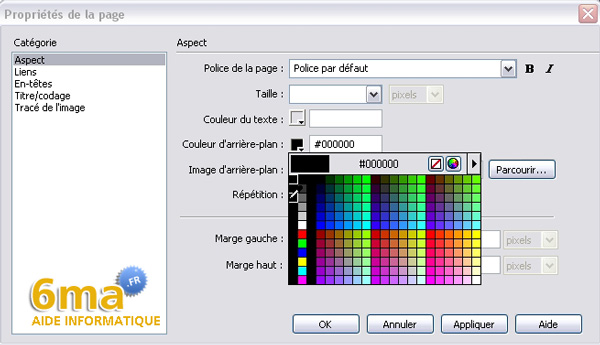 Propriétés de la page
Catégorie
Aspect
Liens
En-têtes
Titre/codage
Tracé de l'image
Aspect
Police de la page :
Police par défaut
B
I
Taille :
pixels
Couleur du texte :
Couleur d'arrière-plan :
#000000
#000000
Image d'arrière-plan :
Parcourir...
Répétition :
Marge gauche :
pixels
Marge haut :
pixels
6ma
.FR
AIDE INFORMATIQUE
OK
Annuler
Appliquer
Aide